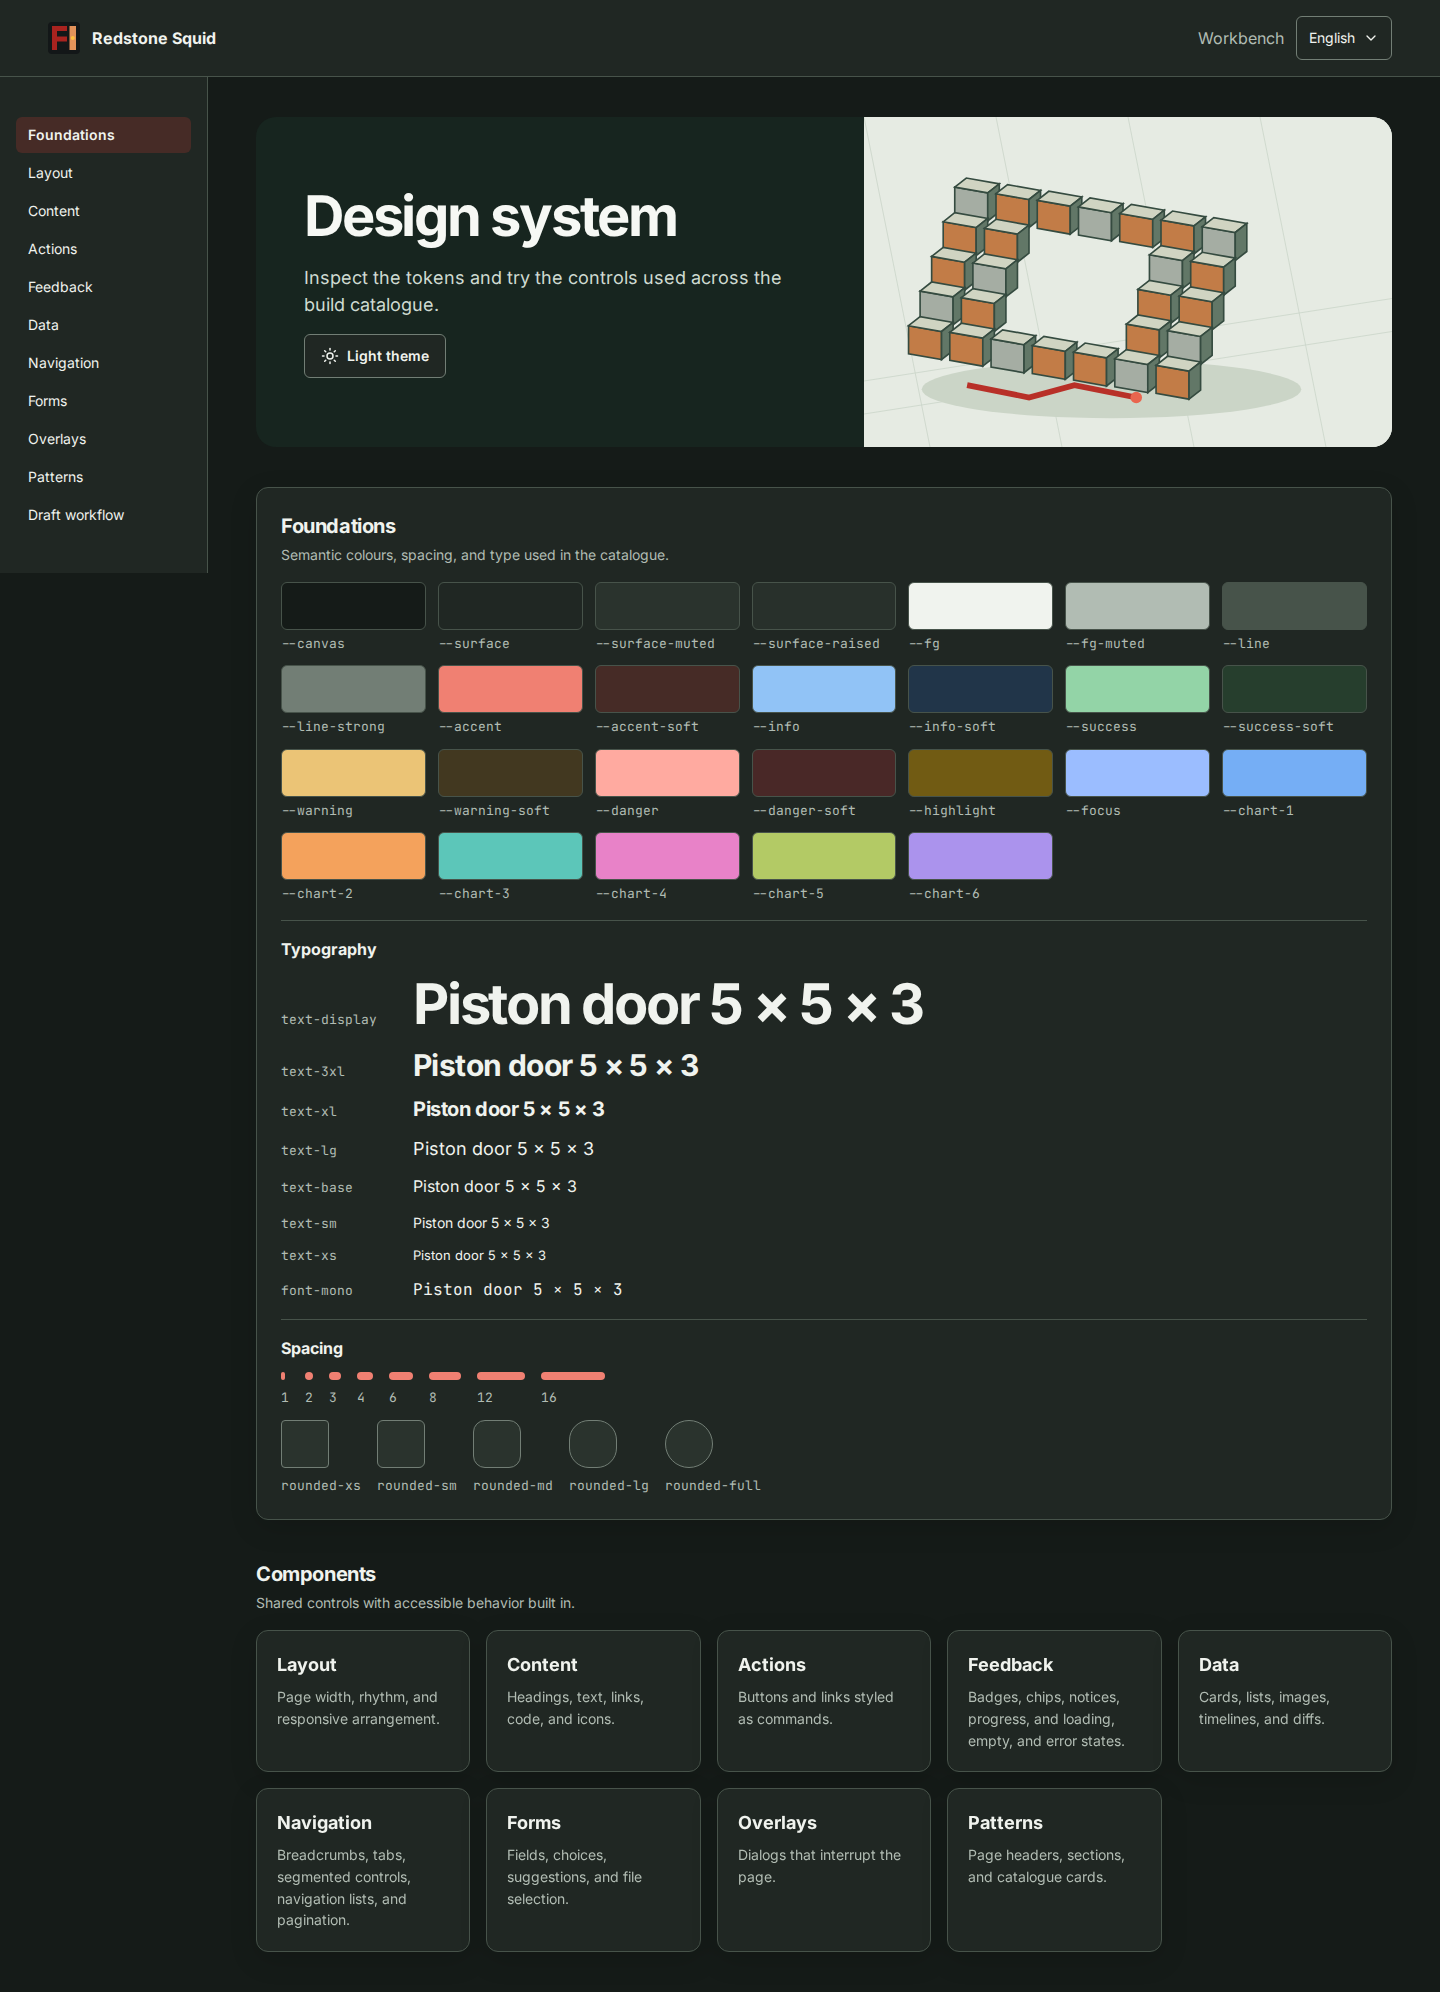 FI Redstone Squid
Workbench
English
Foundations
Layout
Content
Actions
Feedback
Data
Navigation
Forms
Overlays
Patterns
Draft workflow
Design system
Inspect the tokens and try the controls used across the
build catalogue.
Light theme
Foundations
Semantic colours, spacing, and type used in the catalogue.
--canvas --surface --surface-muted --surface-raised --fg --fg-muted --line
--line-strong --accent --accent-soft --info --info-soft --success --success-soft
--warning --warning-soft --danger --danger-soft --highlight --focus --chart-1
--chart-2 --chart-3 --chart-4 --chart-5 --chart-6
Typography
text-display Piston door 5 × 5 × 3
text-3xl Piston door 5 × 5 × 3
text-xl Piston door 5 × 5 × 3
text-lg Piston door 5 × 5 × 3
text-base Piston door 5 × 5 × 3
text-sm Piston door 5 × 5 × 3
text-xs Piston door 5 × 5 × 3
font-mono Piston door 5 × 5 × 3
Spacing
1 2 3 4 6 8 12 16
rounded-xs rounded-sm rounded-md rounded-lg rounded-full
Components
Shared controls with accessible behavior built in.
Layout
Page width, rhythm, and
responsive arrangement.
Content
Headings, text, links,
code, and icons.
Actions
Buttons and links styled
as commands.
Feedback
Badges, chips, notices,
progress, and loading,
empty, and error states.
Data
Cards, lists, images,
timelines, and diffs.
Navigation
Breadcrumbs, tabs,
segmented controls,
navigation lists, and
pagination.
Forms
Fields, choices,
suggestions, and file
selection.
Overlays
Dialogs that interrupt the
page.
Patterns
Page headers, sections,
and catalogue cards.